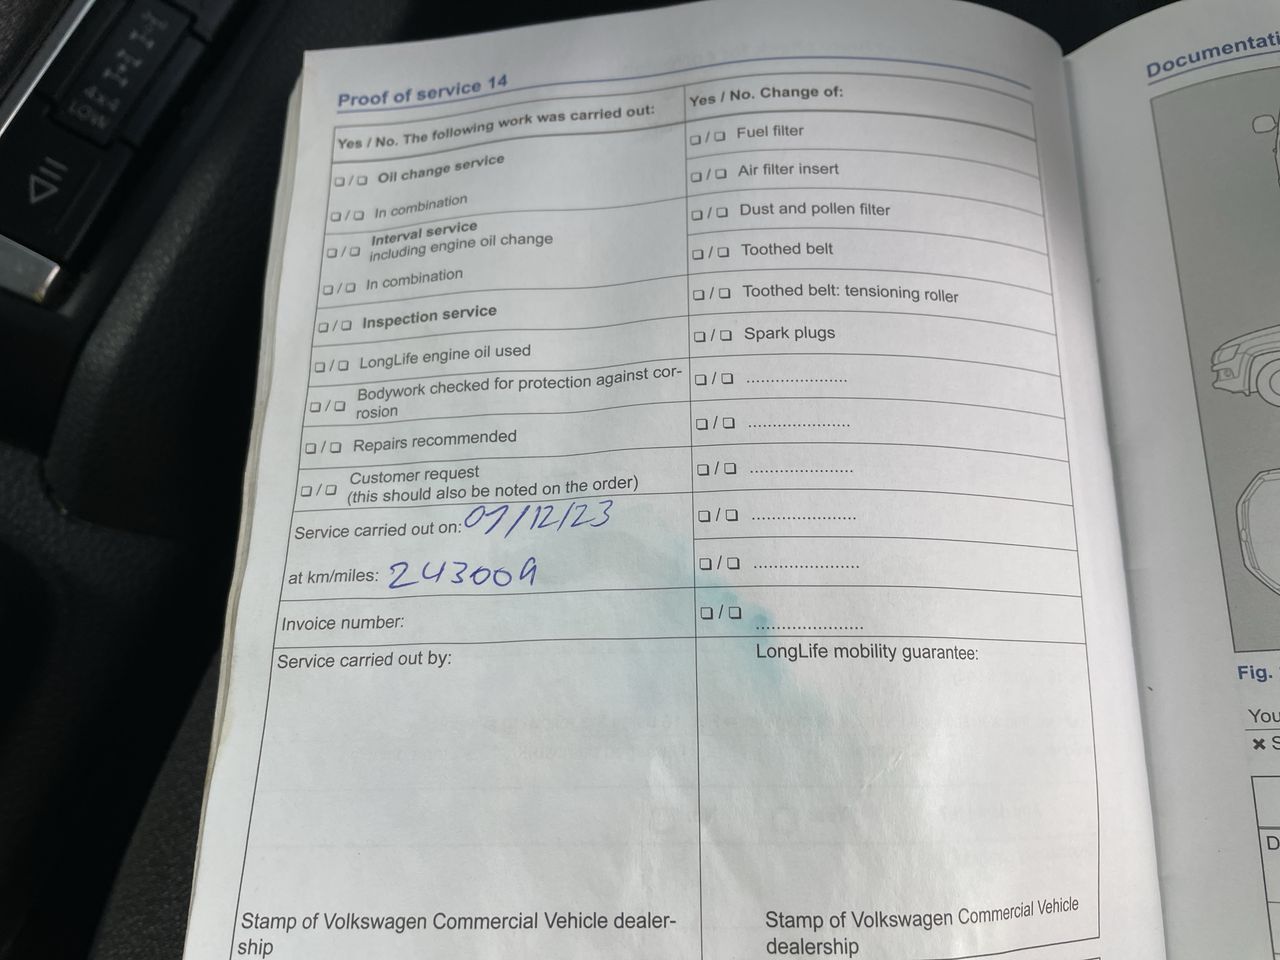 Proof of service 14
Yes / No. The following work was carried out:
❏ / ❏ Oil change service
❏ / ❏ In combination
❏ / ❏ Interval service
including engine oil change
❏ / ❏ In combination
❏ / ❏ Inspection service
❏ / ❏ LongLife engine oil used
❏ / ❏ Bodywork checked for protection against cor-
rosion
❏ / ❏ Repairs recommended
❏ / ❏ Customer request
(this should also be noted on the order)
Service carried out on: 07/12/23
at km/miles: 243009
Invoice number:
Service carried out by:
Stamp of Volkswagen Commercial Vehicle dealer-
ship
Yes / No. Change of:
❏ / ❏ Fuel filter
❏ / ❏ Air filter insert
❏ / ❏ Dust and pollen filter
❏ / ❏ Toothed belt
❏ / ❏ Toothed belt: tensioning roller
❏ / ❏ Spark plugs
❏ / ❏ ....................
❏ / ❏ ....................
❏ / ❏ ....................
❏ / ❏ ....................
❏ / ❏ ....................
❏ / ❏ ....................
LongLife mobility guarantee:
Stamp of Volkswagen Commercial Vehicle
dealership
Documentati
Fig.
You
✖ S
D
4x4
LOW